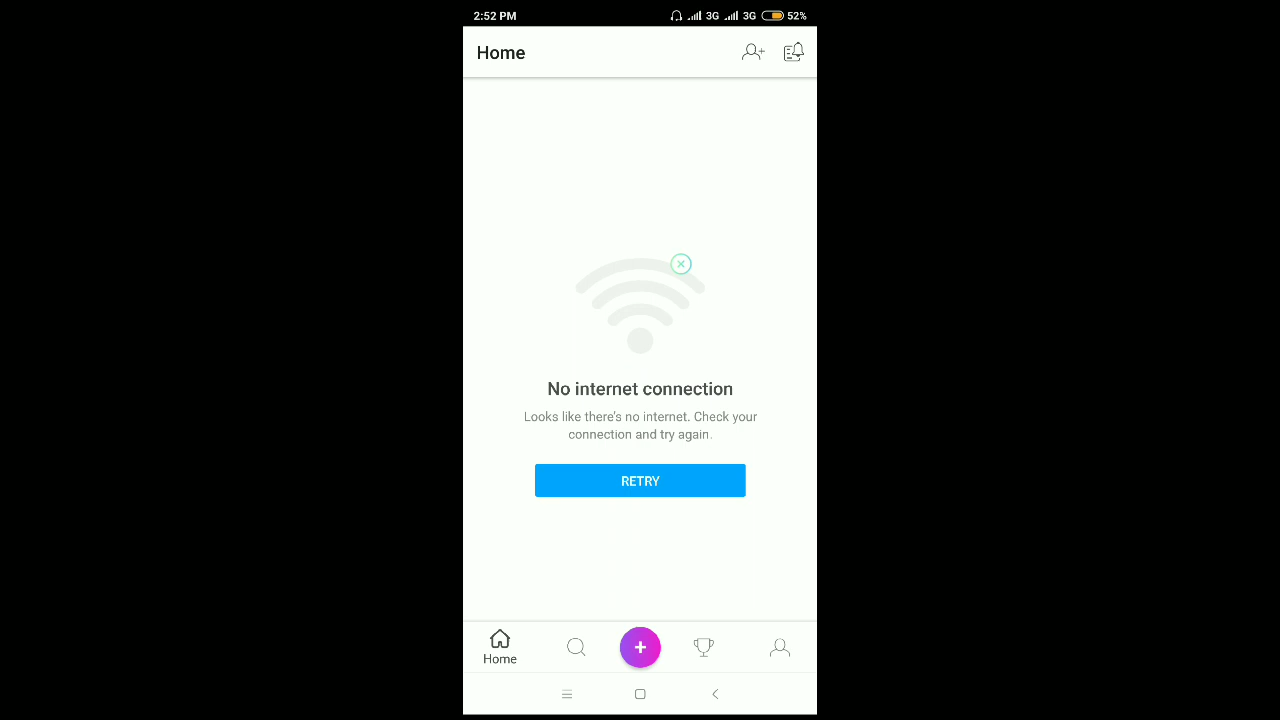 2:52 PM 3G 3G 52%
Home
No internet connection
Looks like there's no internet. Check your
connection and try again.
RETRY
Home